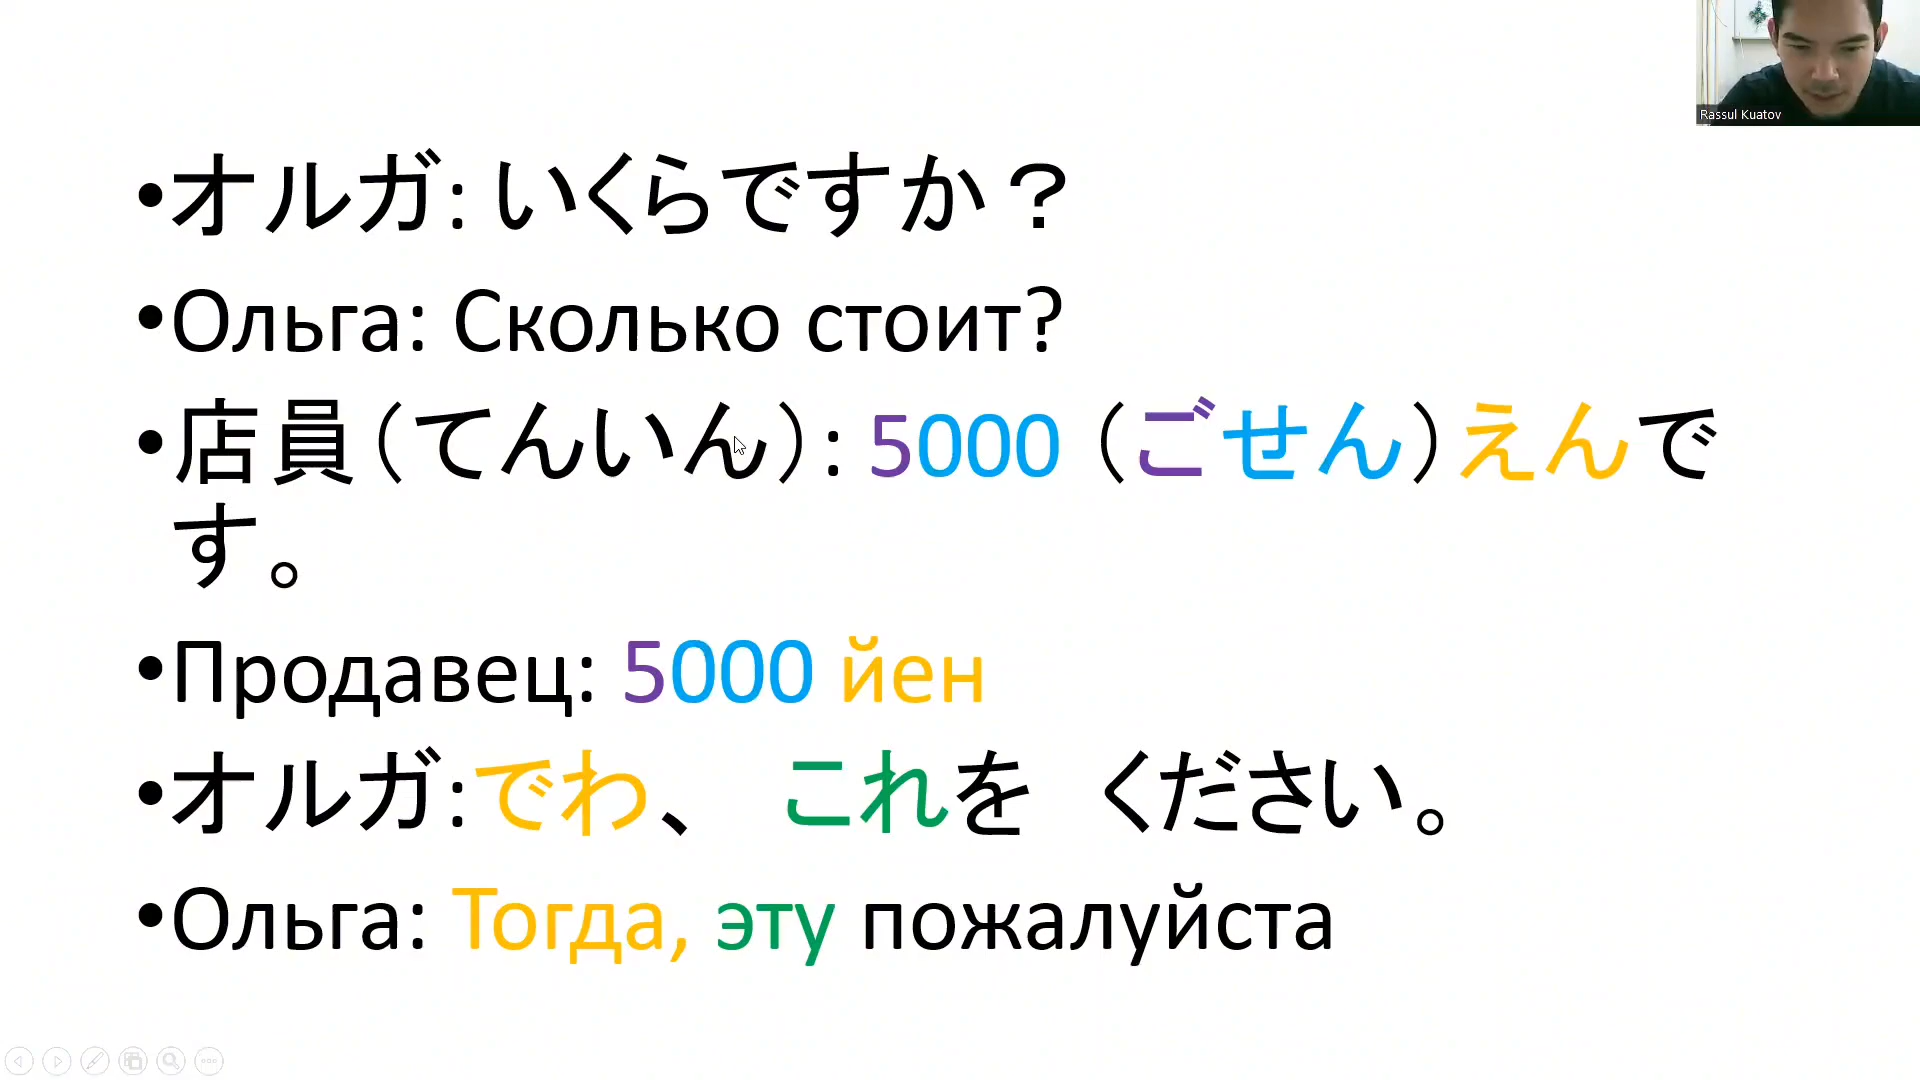 Rassul Kuatov
•オルガ: いくらですか？
•Ольга: Сколько стоит?
•店員（てんいん）: 5000 （ごせん）えんで
す。
•Продавец: 5000 йен
•オルガ:でわ、　これを　ください。
•Ольга: Тогда, эту пожалуйста